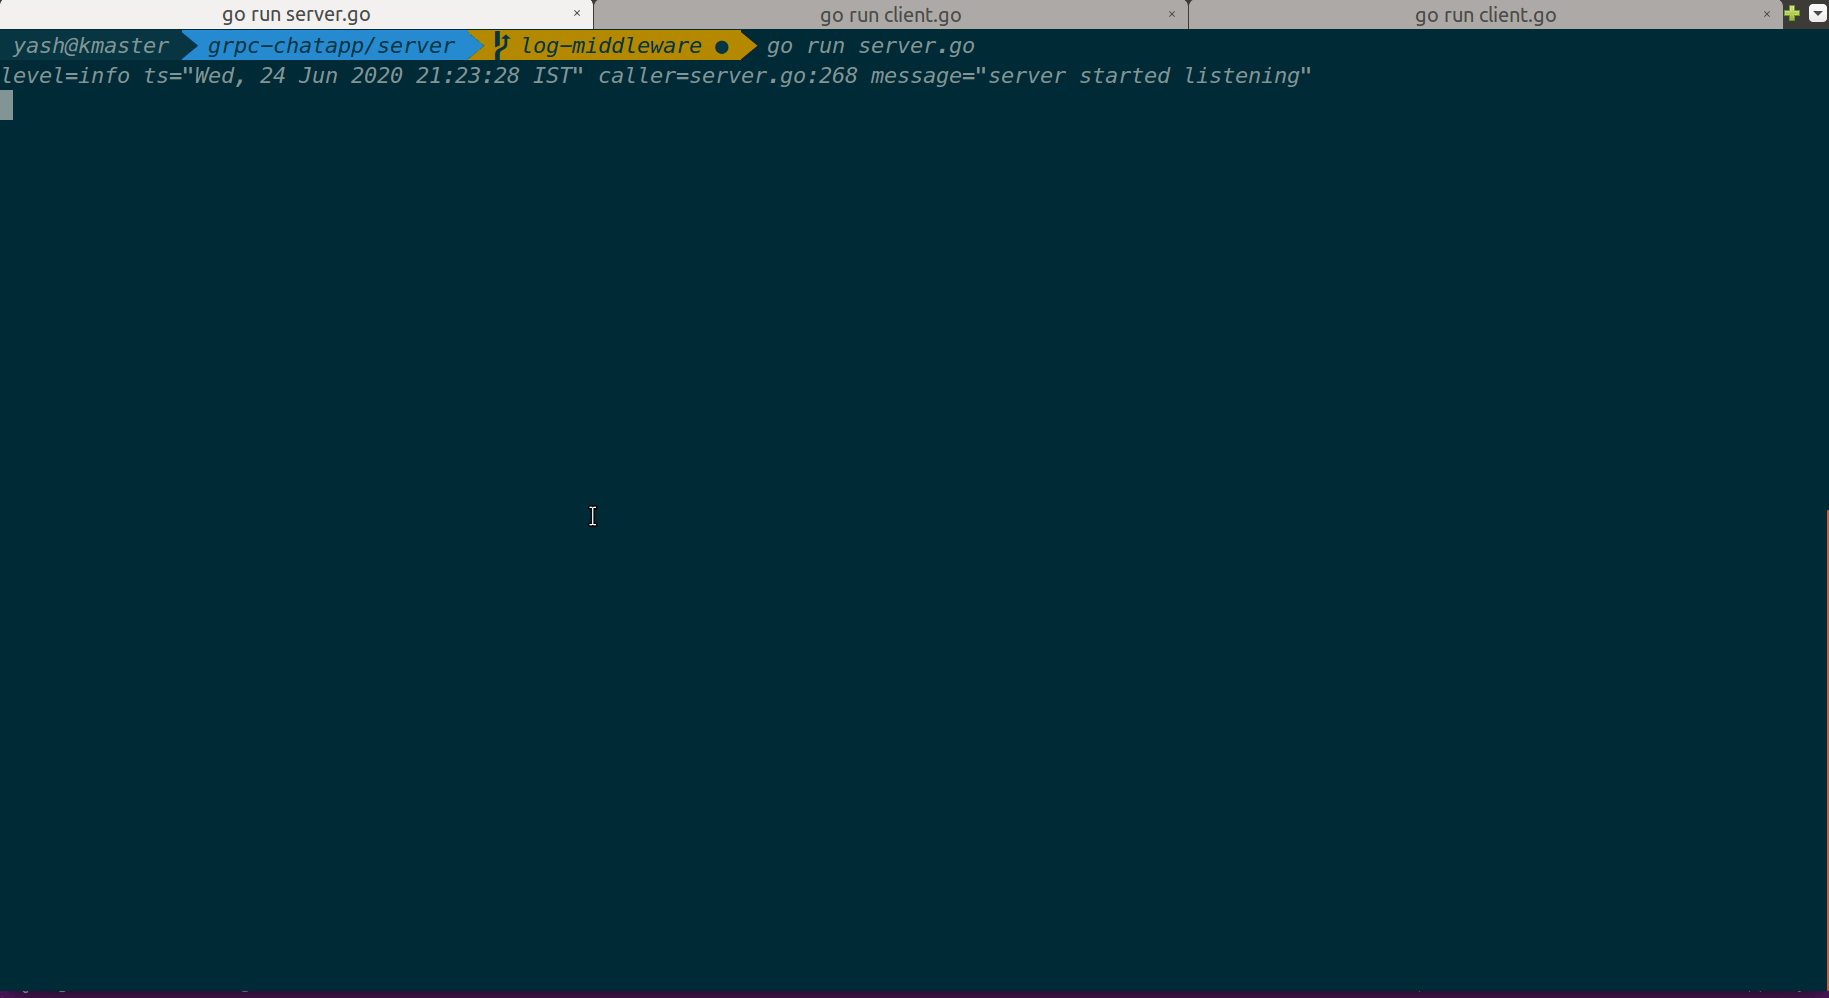 go run server.go × go run client.go × go run client.go ×
yash@kmaster grpc-chatapp/server log-middleware ● go run server.go
level=info ts="Wed, 24 Jun 2020 21:23:28 IST" caller=server.go:268 message="server started listening"